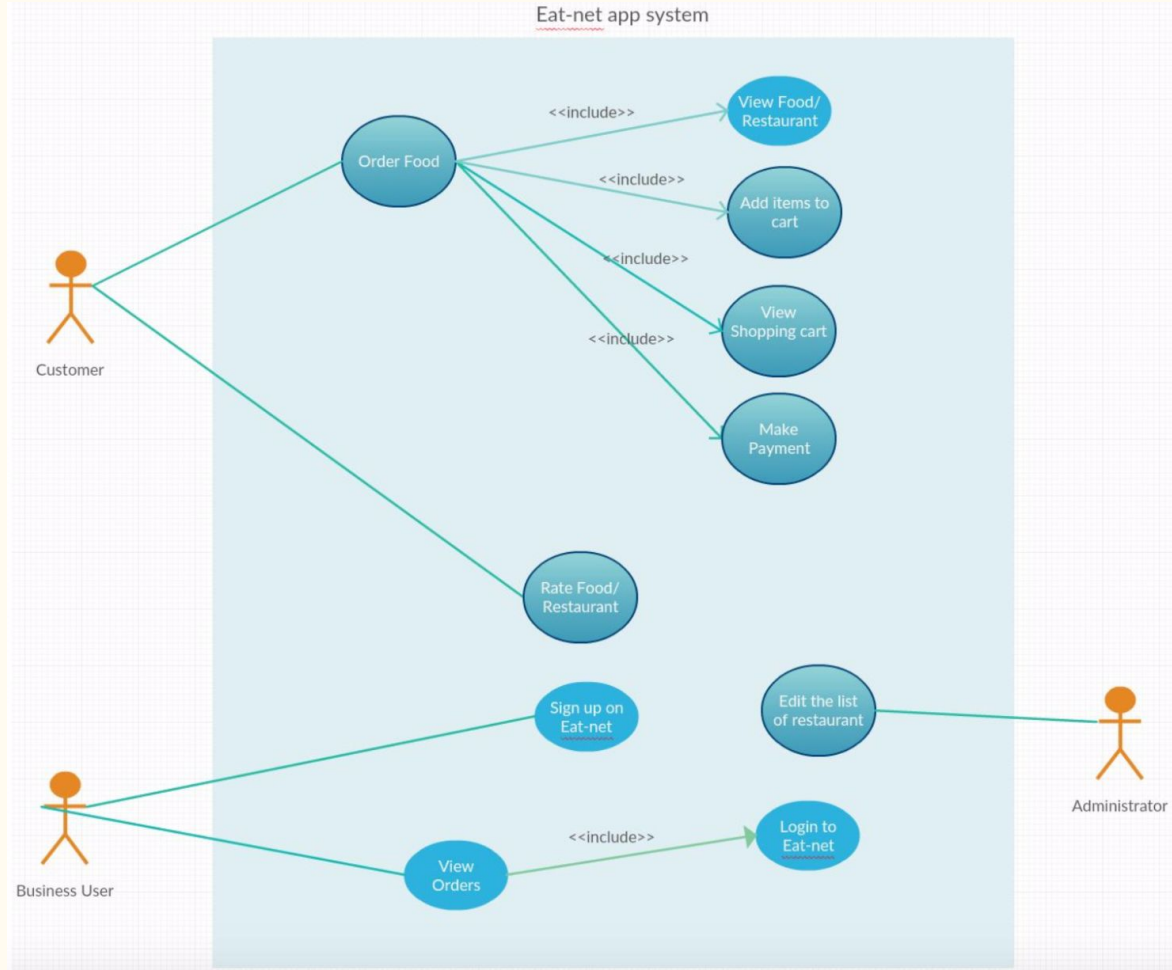 Eat-net app system
<<include>>
View Food/
Restaurant
Order Food
<<include>>
Add items to
cart
<<include>>
View
Shopping cart
<<include>>
Customer
Make
Payment
Rate Food/
Restaurant
Sign up on
Eat-net
Edit the list
of restaurant
Administrator
<<include>>
Login to
Eat-net
View
Orders
Business User